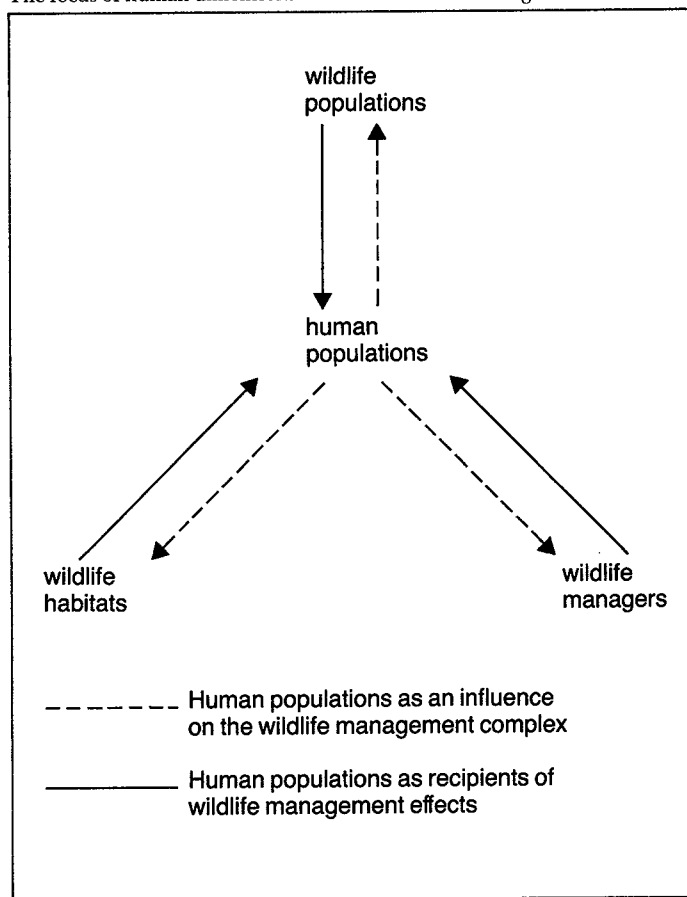 wildlife
populations
human
populations
wildlife
habitats
wildlife
managers
Human populations as an influence
on the wildlife management complex
Human populations as recipients of
wildlife management effects